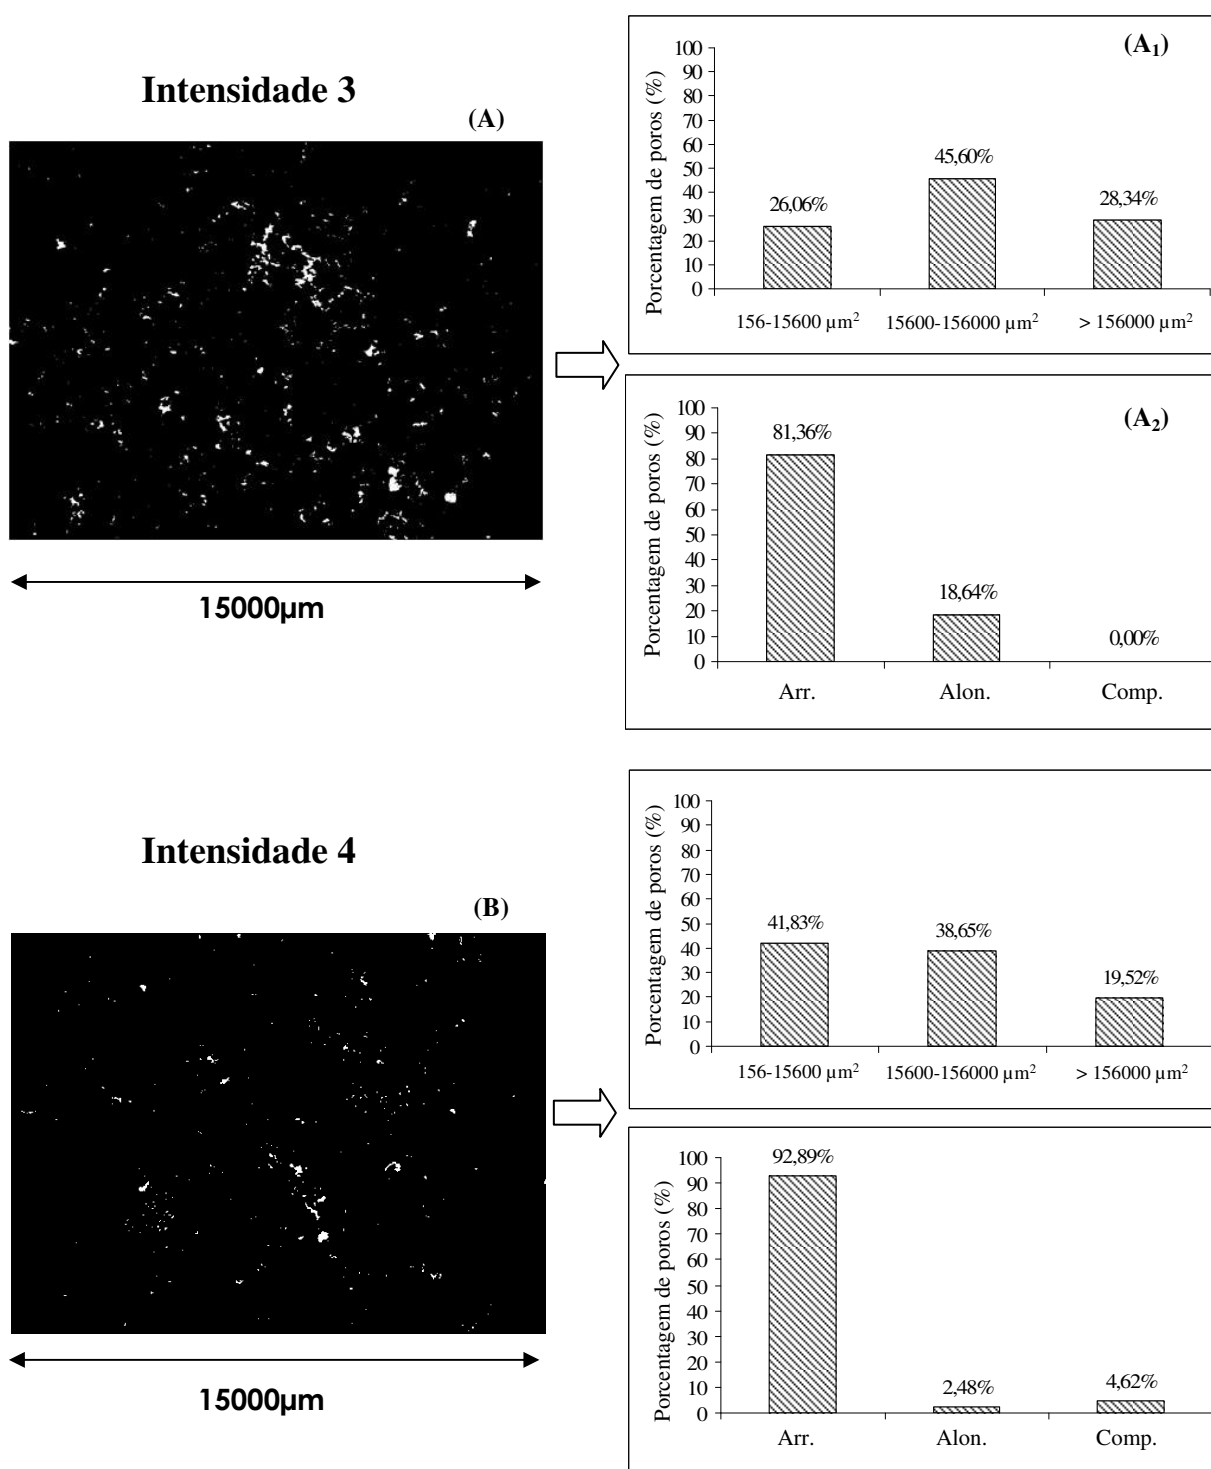 Intensidade 3
(A)
15000µm
(A₁)
Porcentagem de poros (%)
100
90
80
70
60
50
40
30
20
10
0
26,06%
45,60%
28,34%
156-15600 µm²
15600-156000 µm²
> 156000 µm²
(A₂)
Porcentagem de poros (%)
100
90
80
70
60
50
40
30
20
10
0
81,36%
18,64%
0,00%
Arr.
Alon.
Comp.
Intensidade 4
(B)
15000µm
Porcentagem de poros (%)
100
90
80
70
60
50
40
30
20
10
0
41,83%
38,65%
19,52%
156-15600 µm²
15600-156000 µm²
> 156000 µm²
Porcentagem de poros (%)
100
90
80
70
60
50
40
30
20
10
0
92,89%
2,48%
4,62%
Arr.
Alon.
Comp.